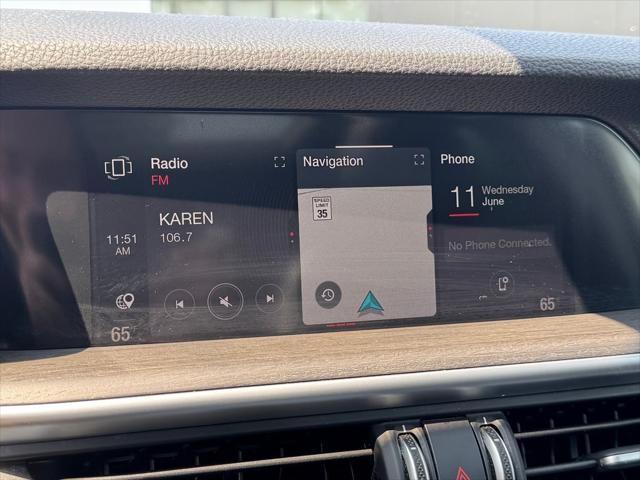 Radio
FM
KAREN
106.7
11:51
AM
65
Navigation
SPEED
LIMIT
35
Phone
11 Wednesday
June
No Phone Connected.
65